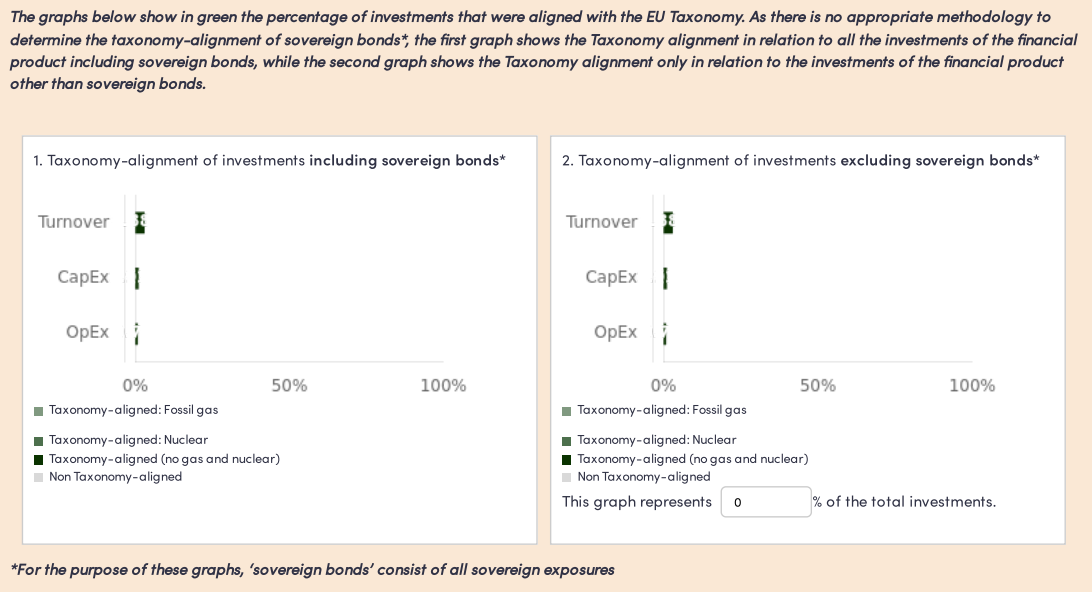 The graphs below show in green the percentage of investments that were aligned with the EU Taxonomy. As there is no appropriate methodology to
determine the taxonomy-alignment of sovereign bonds*, the first graph shows the Taxonomy alignment in relation to all the investments of the financial
product including sovereign bonds, while the second graph shows the Taxonomy alignment only in relation to the investments of the financial product
other than sovereign bonds.
1. Taxonomy-alignment of investments including sovereign bonds*
Turnover
CapEx
OpEx
0% 50% 100%
Taxonomy-aligned: Fossil gas
Taxonomy-aligned: Nuclear
Taxonomy-aligned (no gas and nuclear)
Non Taxonomy-aligned
2. Taxonomy-alignment of investments excluding sovereign bonds*
Turnover
CapEx
OpEx
0% 50% 100%
Taxonomy-aligned: Fossil gas
Taxonomy-aligned: Nuclear
Taxonomy-aligned (no gas and nuclear)
Non Taxonomy-aligned
This graph represents 0 % of the total investments.
*For the purpose of these graphs, ‘sovereign bonds’ consist of all sovereign exposures